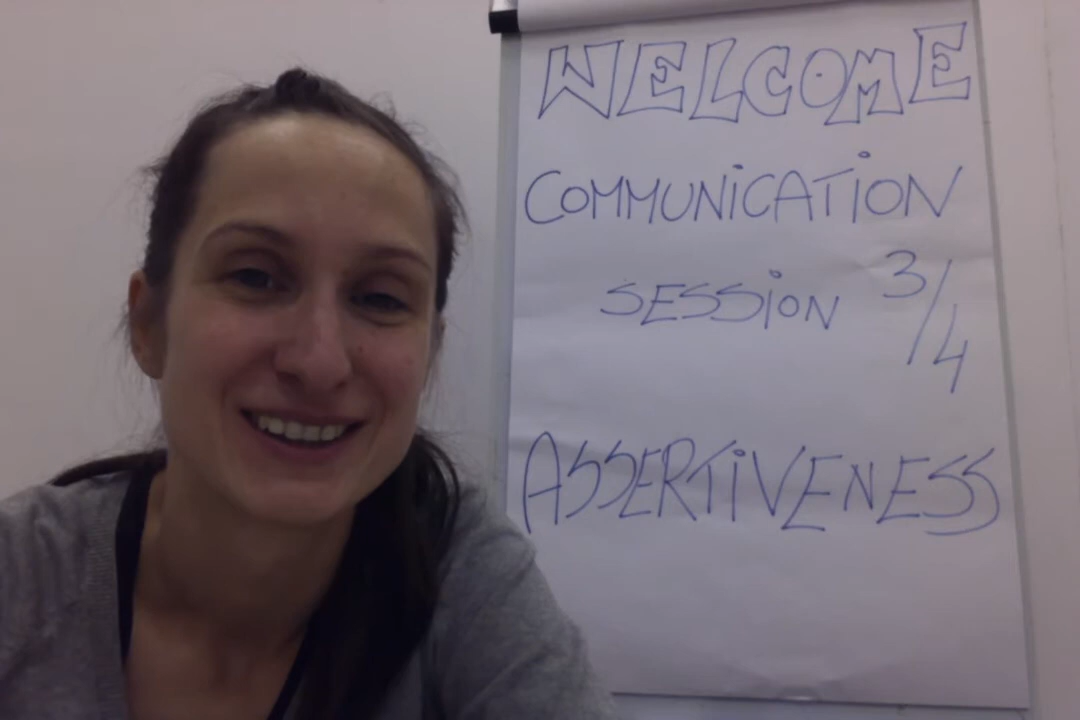 WELCOME
COMMUNICATION
SESSION 3/4
ASSERTIVENESS